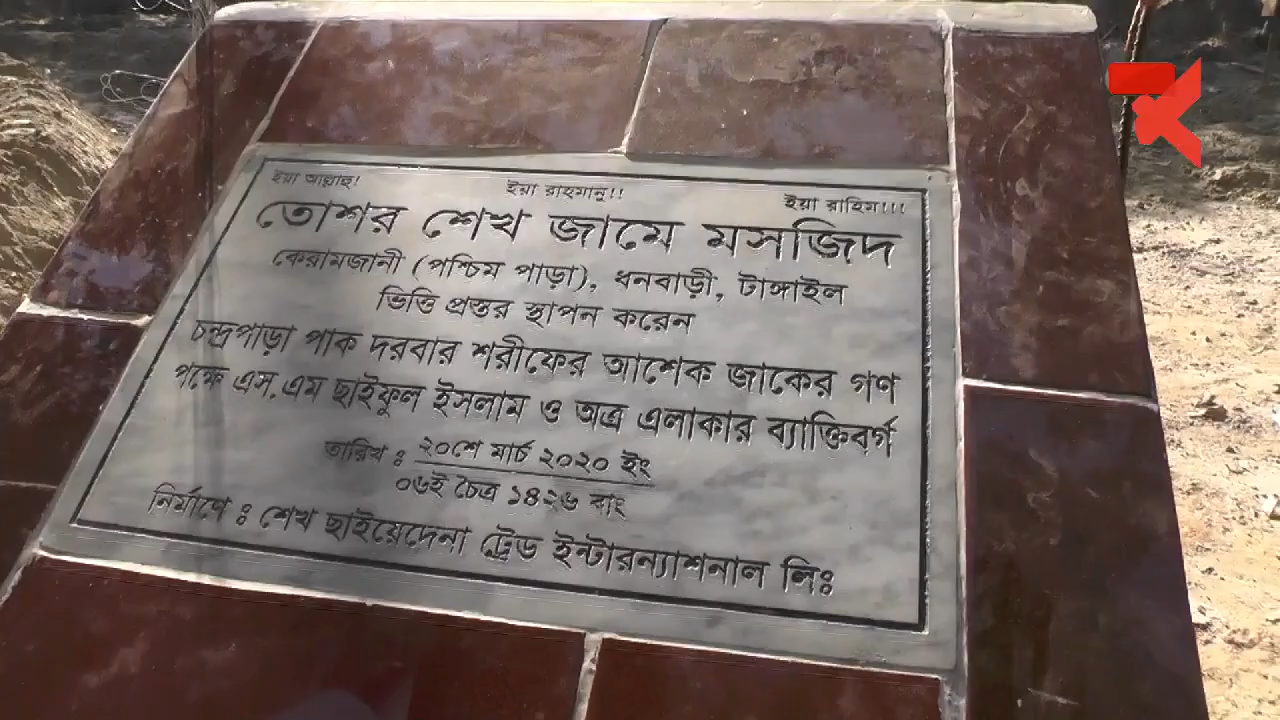 ইয়া আল্লাহ! ইয়া রাহমানু!! ইয়া রাহিম!!!
তোশর শেখ জামে মসজিদ
কেরামজানী (পশ্চিম পাড়া), ধনবাড়ী, টাঙ্গাইল
ভিত্তি প্রস্তর স্থাপন করেন
চন্দ্রপাড়া পাক দরবার শরীফের আশেক জাকের গণ
পক্ষে এস.এম ছাইফুল ইসলাম ও অত্র এলাকার ব্যাক্তিবর্গ
তারিখ : ২০শে মার্চ ২০২০ ইং
০৬ই চৈত্র ১৪২৬ বাং
নির্মাণে : শেখ ছাইয়েদেনা ট্রেড ইন্টারন্যাশনাল লিঃ